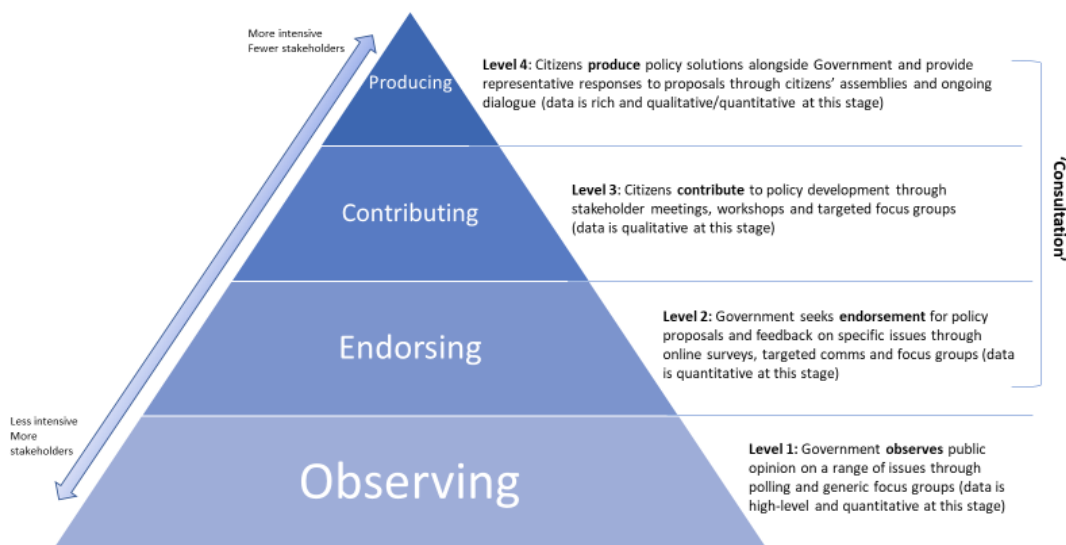 More intensive
Fewer stakeholders
Producing
Level 4: Citizens produce policy solutions alongside Government and provide
representative responses to proposals through citizens’ assemblies and ongoing
dialogue (data is rich and qualitative/quantitative at this stage)
Contributing
Level 3: Citizens contribute to policy development through
stakeholder meetings, workshops and targeted focus groups
(data is qualitative at this stage)
‘Consultation’
Endorsing
Level 2: Government seeks endorsement for policy
proposals and feedback on specific issues through
online surveys, targeted comms and focus groups (data
is quantitative at this stage)
Less intensive
More
stakeholders
Observing
Level 1: Government observes public
opinion on a range of issues through
polling and generic focus groups (data is
high-level and quantitative at this stage)